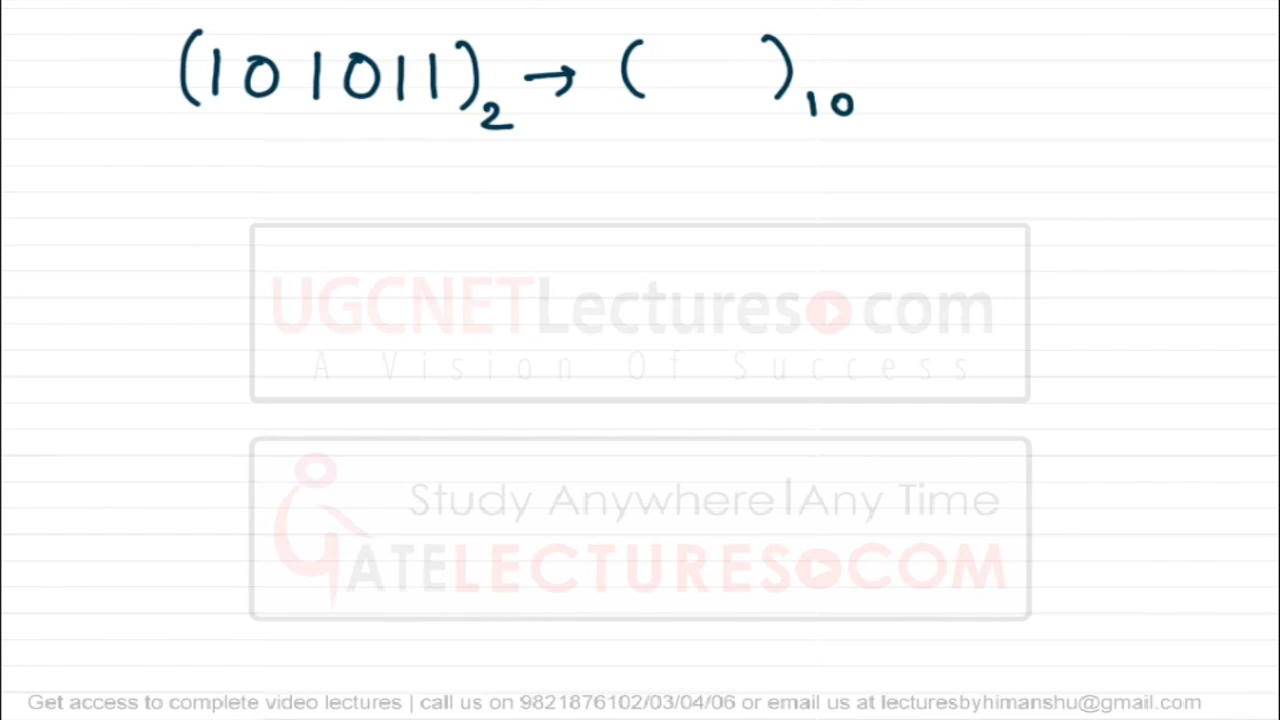 (101011)₂ → (    )₁₀
UGCNETLectures.com
A Vision Of Success
Study Anywhere|Any Time
GATELECTURES.COM
Get access to complete video lectures | call us on 9821876102/03/04/06 or email us at lecturesbyhimanshu@gmail.com